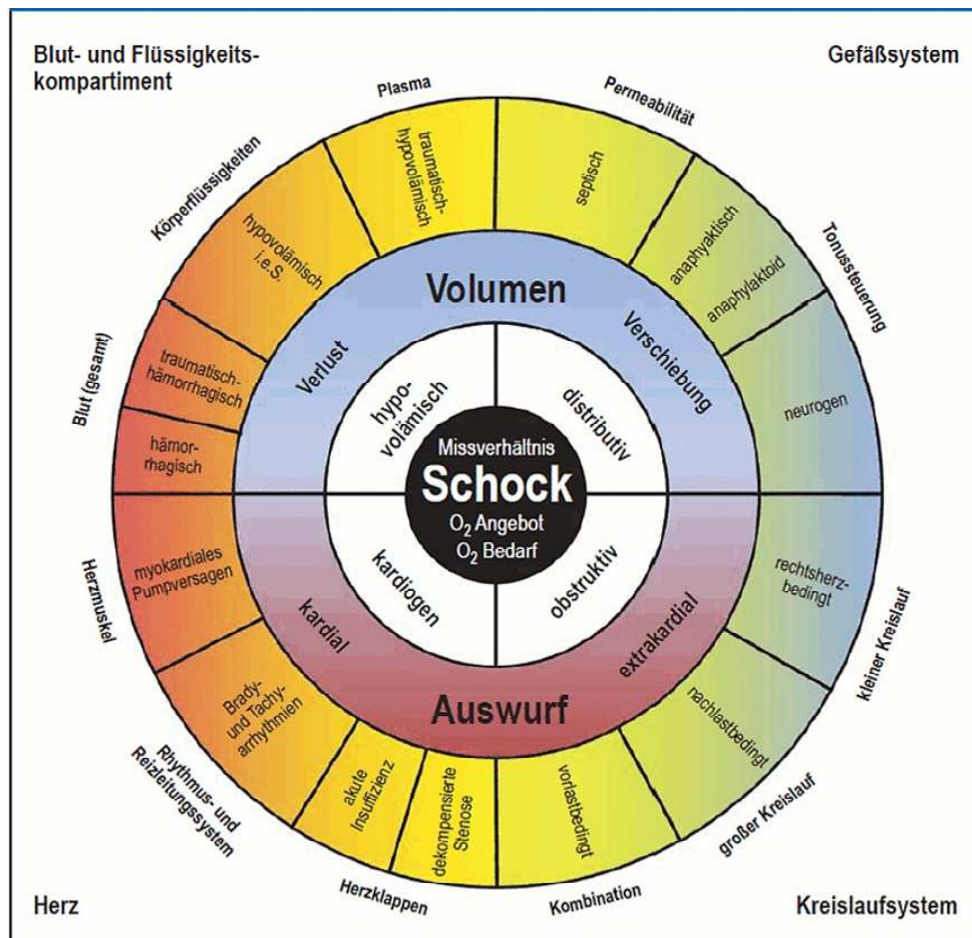 Blut- und Flüssigkeits-
kompartiment
Gefäßsystem
Plasma
Permeabilität
Körperflüssigkeiten
Tonussteuerung
Blut (gesamt)
traumatisch-
hypovolämisch
septisch
hypovolämisch
i.e.S.
anaphyaktisch
anaphylaktoid
traumatisch-
hämorrhagisch
neurogen
hämor-
rhagisch
Volumen
Verlust
Verschiebung
hypo-
volämisch
distributiv
Missverhältnis
Schock
O₂ Angebot
O₂ Bedarf
kardiogen
obstruktiv
kardial
extrakardial
Auswurf
myokardiales
Pumpversagen
rechtsherz-
bedingt
Brady-
und Tachy-
arrhythmien
nachlastbedingt
akute
Insuffizienz
dekompensierte
Stenose
vorlastbedingt
Herzmuskel
kleiner Kreislauf
Rhythmus- und
Reizleitungssystem
großer Kreislauf
Herzklappen
Kombination
Herz
Kreislaufsystem